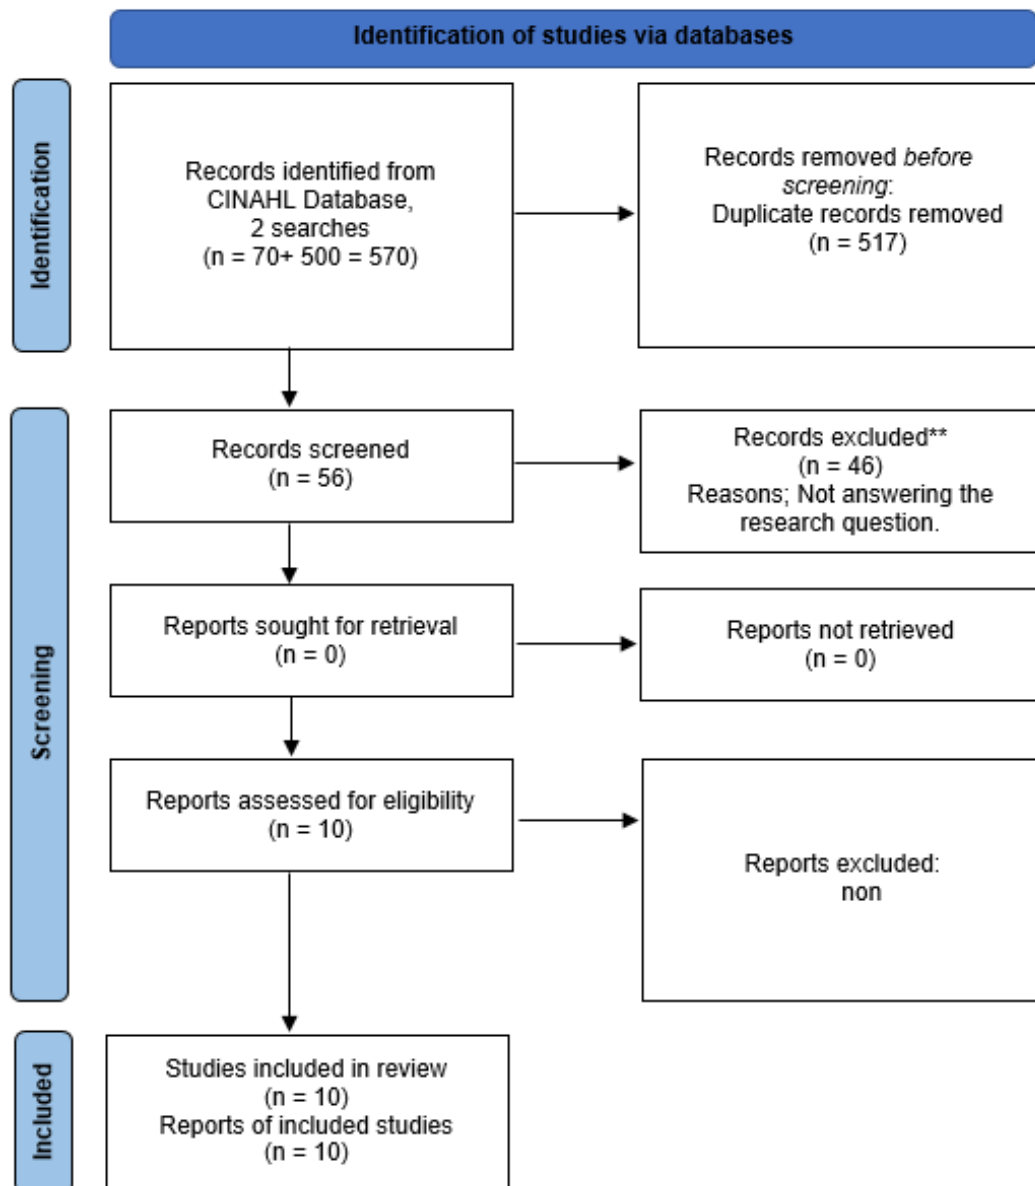 Identification of studies via databases
Identification
Records identified from
CINAHL Database,
2 searches
(n = 70+ 500 = 570)
Records removed before
screening:
Duplicate records removed
(n = 517)
Screening
Records screened
(n = 56)
Records excluded**
(n = 46)
Reasons; Not answering the
research question.
Reports sought for retrieval
(n = 0)
Reports not retrieved
(n = 0)
Reports assessed for eligibility
(n = 10)
Reports excluded:
non
Included
Studies included in review
(n = 10)
Reports of included studies
(n = 10)